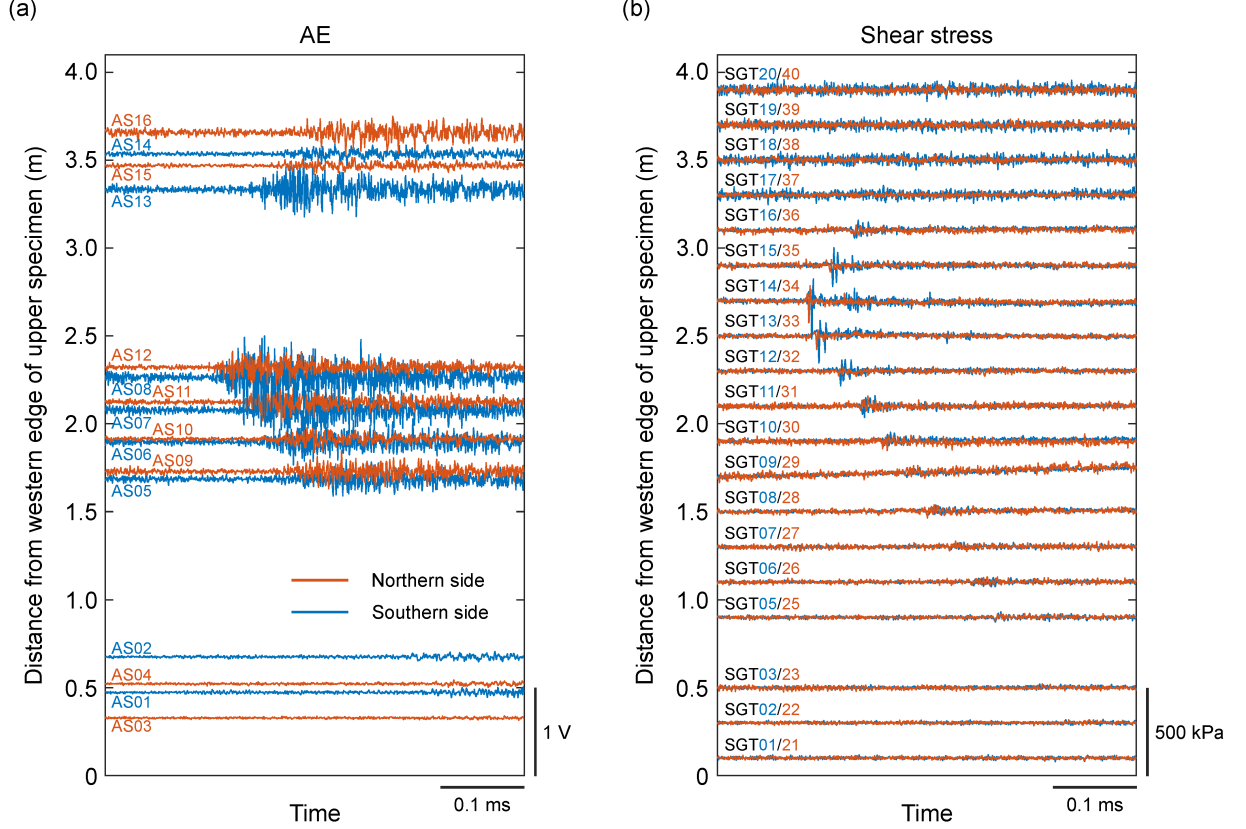 (a)
AE
Distance from western edge of upper specimen (m)
4.0
3.5
3.0
2.5
2.0
1.5
1.0
0.5
0
AS16
AS14
AS15
AS13
AS12
AS08 AS11
AS07
AS10
AS06
AS09
AS05
Northern side
Southern side
AS02
AS04
AS01
AS03
1 V
Time
0.1 ms
(b)
Shear stress
Distance from western edge of upper specimen (m)
4.0
3.5
3.0
2.5
2.0
1.5
1.0
0.5
0
SGT20/40
SGT19/39
SGT18/38
SGT17/37
SGT16/36
SGT15/35
SGT14/34
SGT13/33
SGT12/32
SGT11/31
SGT10/30
SGT09/29
SGT08/28
SGT07/27
SGT06/26
SGT05/25
SGT03/23
SGT02/22
SGT01/21
500 kPa
Time
0.1 ms